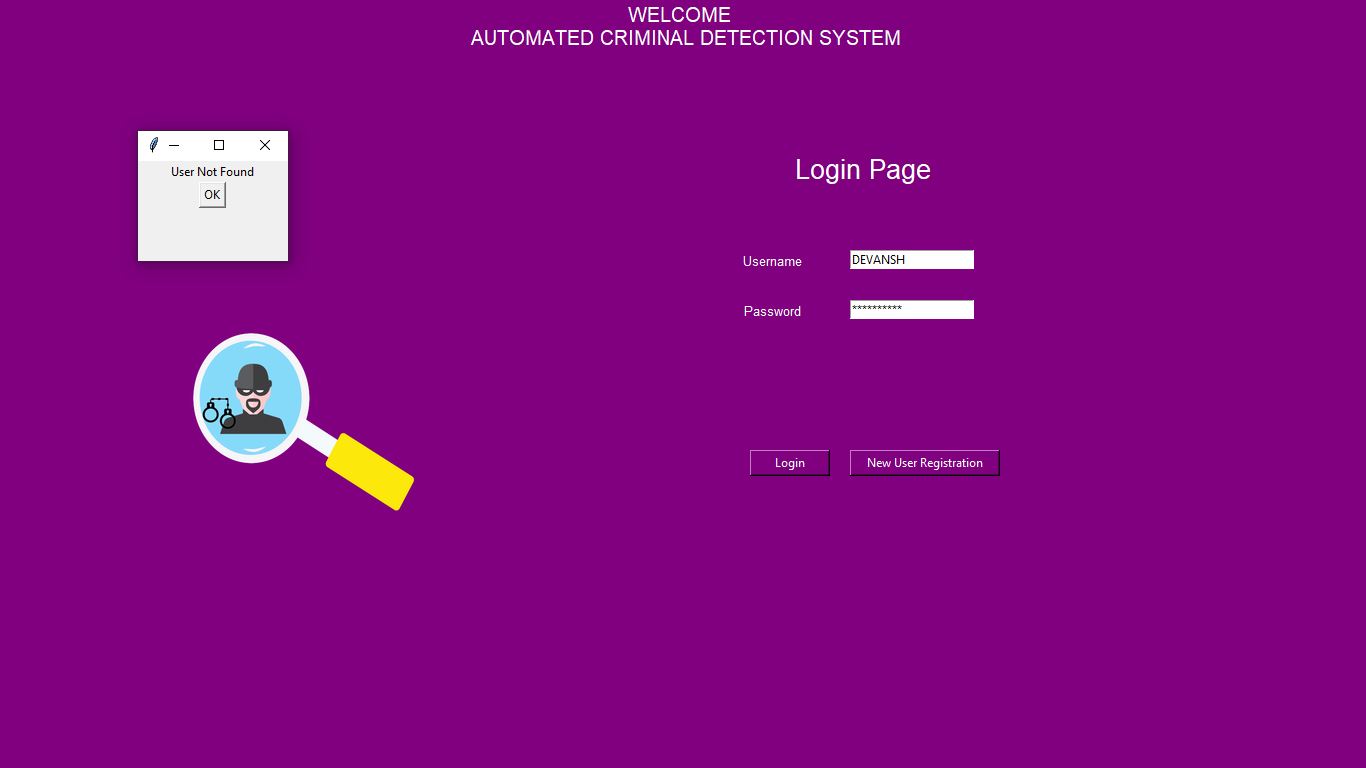 WELCOME
AUTOMATED CRIMINAL DETECTION SYSTEM
User Not Found
OK
Login Page
Username
DEVANSH
Password
**********
Login
New User Registration